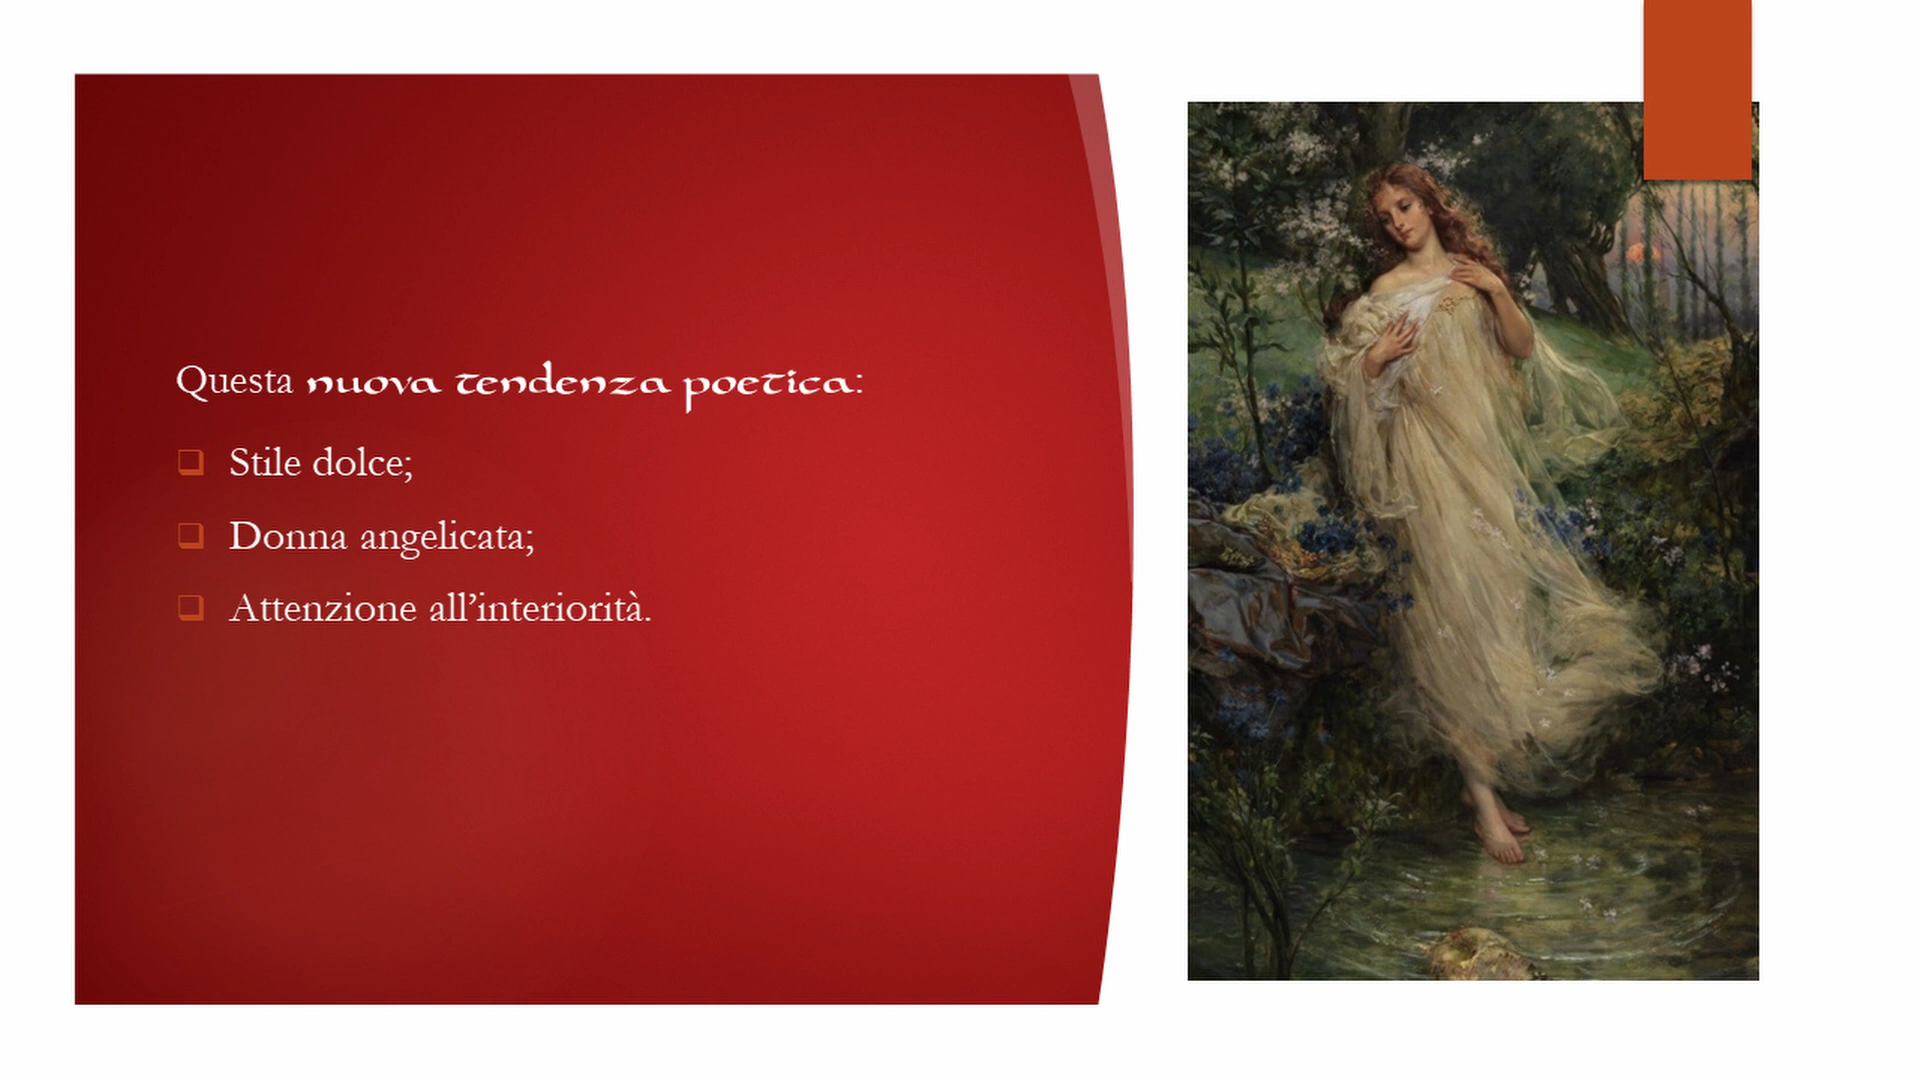 Questa nuova tendenza poetica:
Stile dolce;
Donna angelicata;
Attenzione all’interiorità.